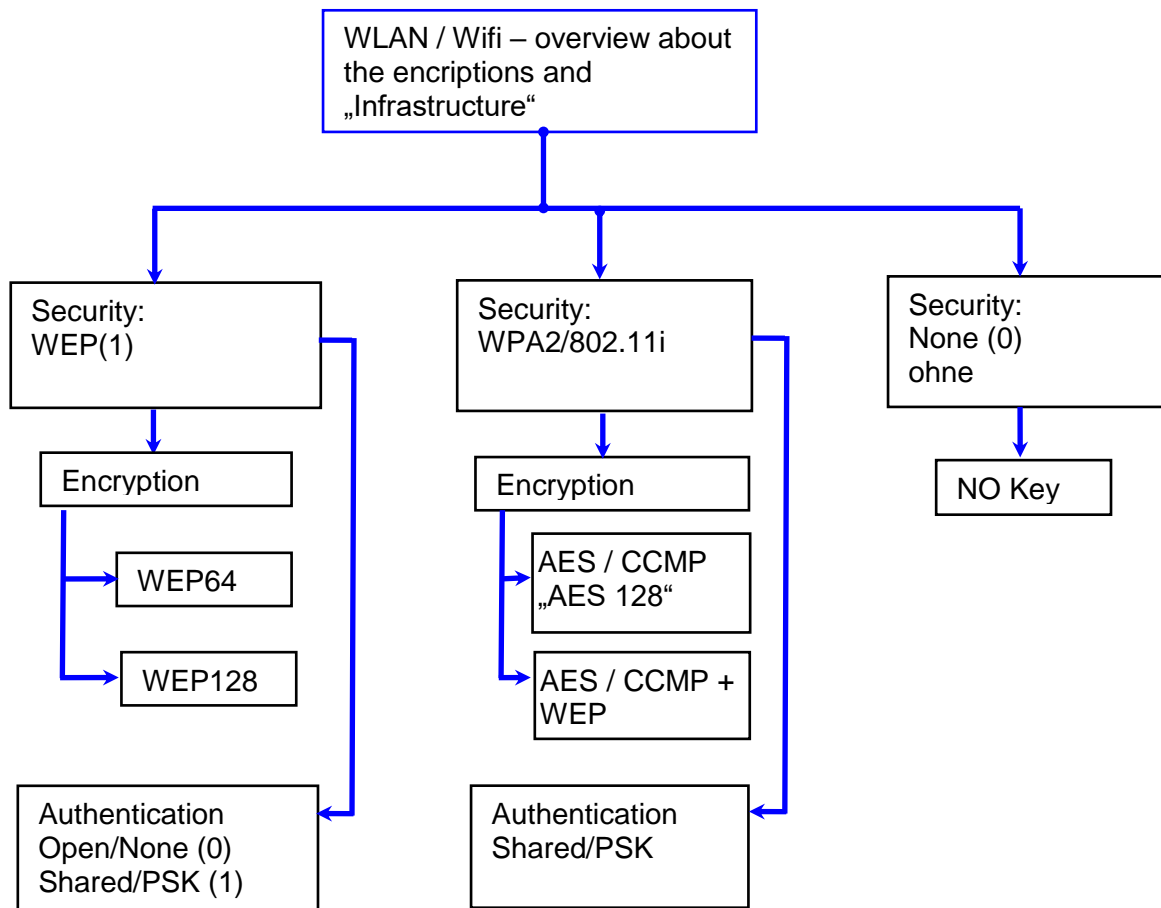 WLAN / Wifi – overview about
the encriptions and
„Infrastructure“
Security:
WEP(1)
Security:
WPA2/802.11i
Security:
None (0)
ohne
Encryption
Encryption
NO Key
WEP64
AES / CCMP
„AES 128“
WEP128
AES / CCMP +
WEP
Authentication
Open/None (0)
Shared/PSK (1)
Authentication
Shared/PSK